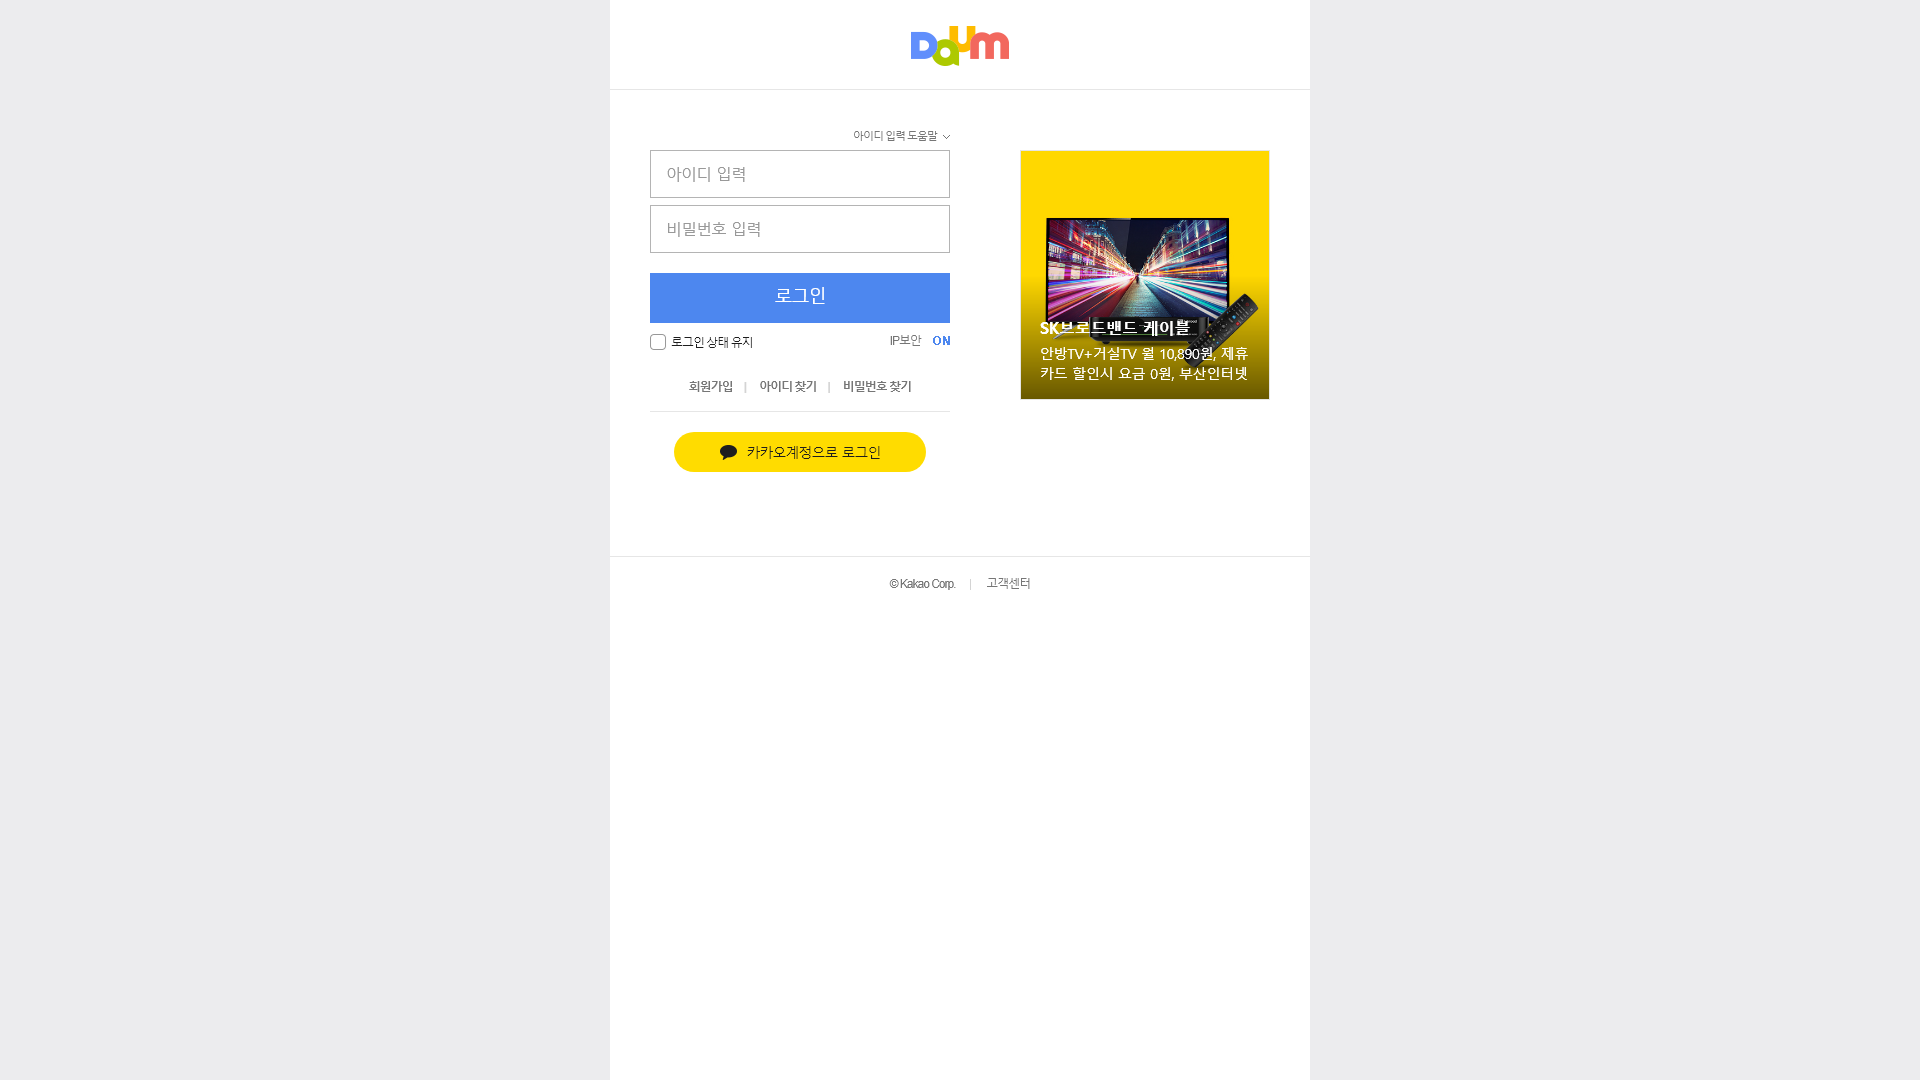 Daum
아이디 입력 도움말
아이디 입력
비밀번호 입력
로그인
로그인 상태 유지
IP보안 ON
회원가입 | 아이디 찾기 | 비밀번호 찾기
카카오계정으로 로그인
SK브로드밴드 케이블
안방TV+거실TV 월 10,890원, 제휴
카드 할인시 요금 0원, 부산인터넷
© Kakao Corp. | 고객센터